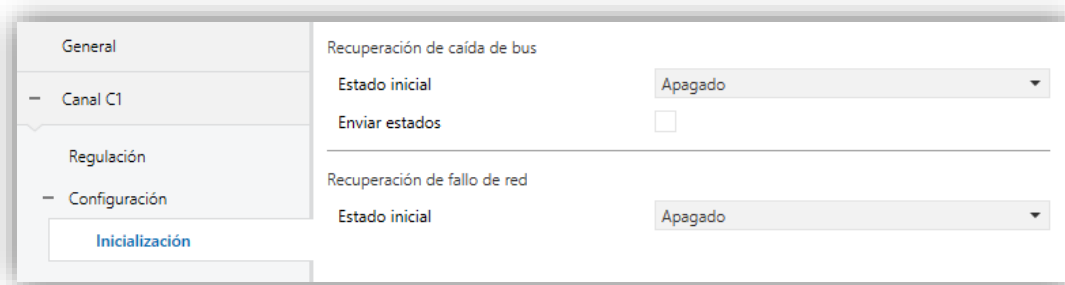 General
Canal C1
Regulación
Configuración
Inicialización
Recuperación de caída de bus
Estado inicial Apagado
Enviar estados
Recuperación de fallo de red
Estado inicial Apagado